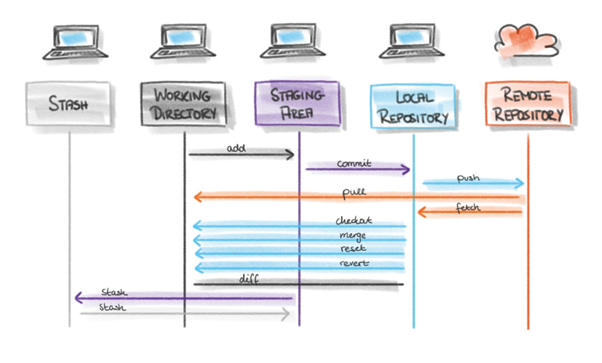 STASH
WORKING
DIRECTORY
STAGING
AREA
LOCAL
REPOSITORY
REMOTE
REPOSITORY
add
commit
push
pull
fetch
checkout
merge
reset
revert
diff
stash
stash